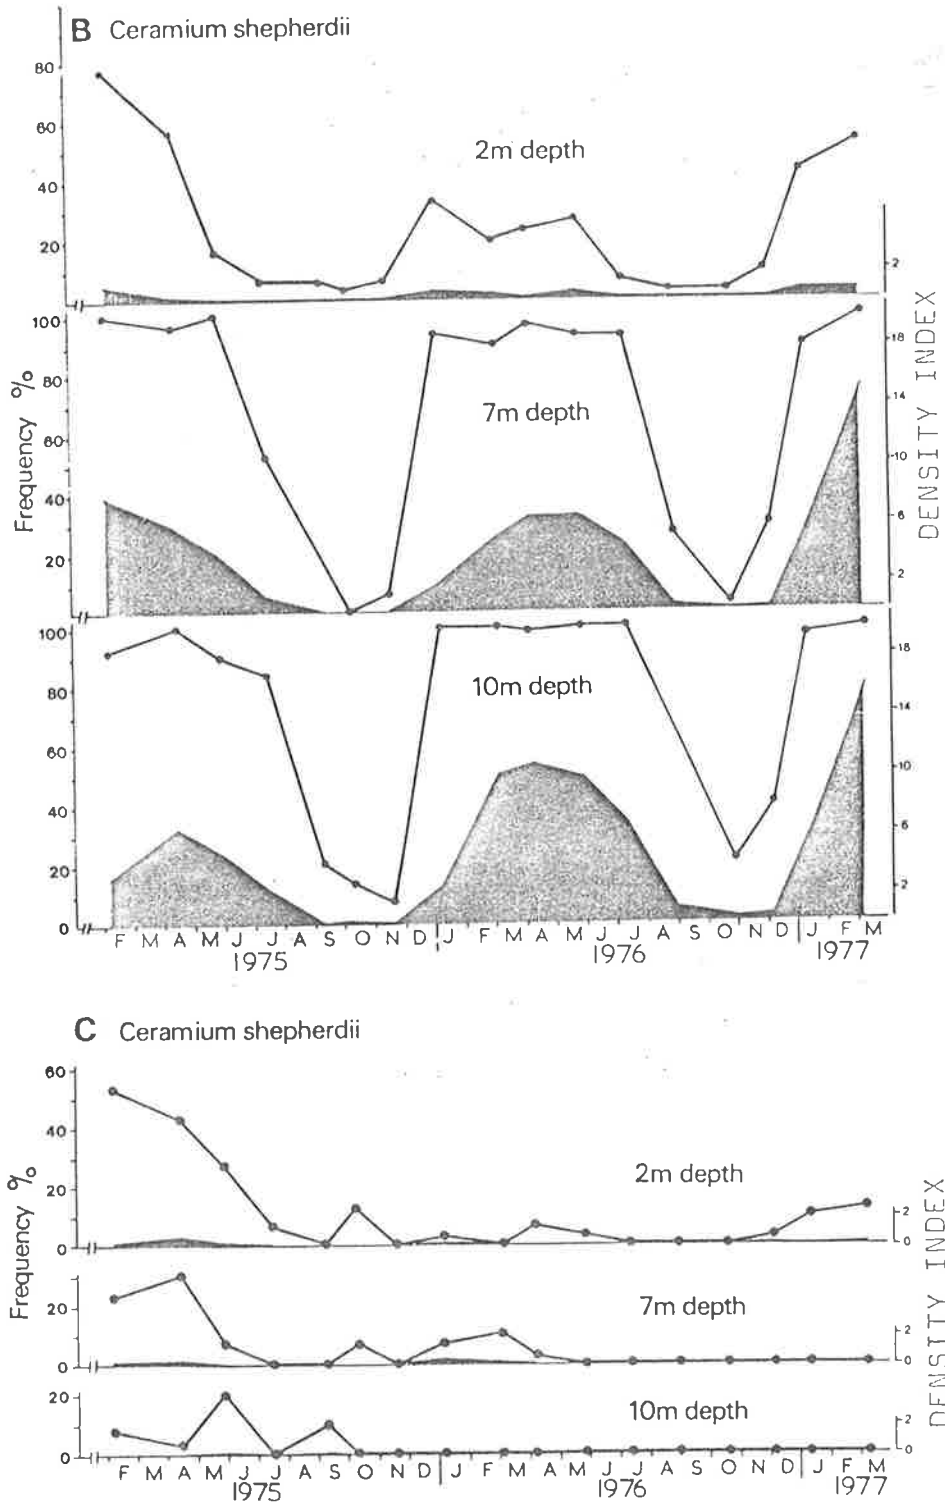 B Ceramium shepherdii
80
60
40
20
2m depth
2
100
80
60
40
20
7m depth
18
14
10
6
2
Frequency %
DENSITY INDEX
100
80
60
40
20
0
10m depth
18
14
10
6
2
F M A M J J A S O N D J F M A M J J A S O N D J F M
1975 1976 1977
C Ceramium shepherdii
60
40
20
0
2m depth
2
0
Frequency %
DENSITY INDEX
20
0
7m depth
2
0
20
0
10m depth
2
0
F M A M J J A S O N D J F M A M J J A S O N D J F M
1975 1976 1977